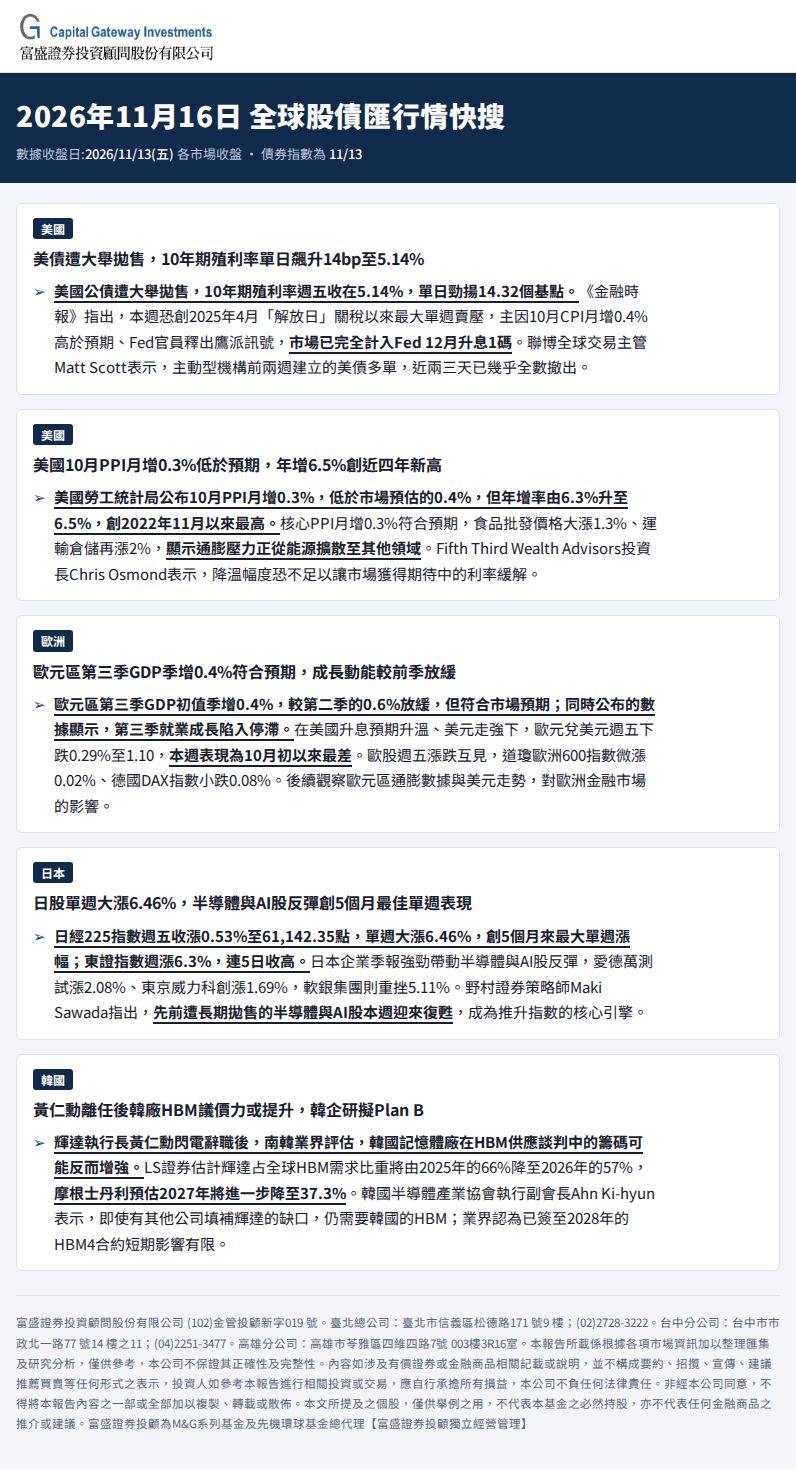 Capital Gateway Investments
富盛證券投資顧問股份有限公司
2026年11月16日 全球股債匯行情快搜
數據收盤日:2026/11/13(五) 各市場收盤 · 債券指數為 11/13
美國
美債遭大舉拋售，10年期殖利率單日飆升14bp至5.14%
➢ 美國公債遭大舉拋售，10年期殖利率週五收在5.14%，單日勁揚14.32個基點。《金融時
報》指出，本週恐創2025年4月「解放日」關稅以來最大單週賣壓，主因10月CPI月增0.4%
高於預期、Fed官員釋出鷹派訊號，市場已完全計入Fed 12月升息1碼。聯博全球交易主管
Matt Scott表示，主動型機構前兩週建立的美債多單，近兩三天已幾乎全數撤出。
美國
美國10月PPI月增0.3%低於預期，年增6.5%創近四年新高
➢ 美國勞工統計局公布10月PPI月增0.3%，低於市場預估的0.4%，但年增率由6.3%升至
6.5%，創2022年11月以來最高。核心PPI月增0.3%符合預期，食品批發價格大漲1.3%、運
輸倉儲再漲2%，顯示通膨壓力正從能源擴散至其他領域。Fifth Third Wealth Advisors投資
長Chris Osmond表示，降溫幅度恐不足以讓市場獲得期待中的利率緩解。
歐洲
歐元區第三季GDP季增0.4%符合預期，成長動能較前季放緩
➢ 歐元區第三季GDP初值季增0.4%，較第二季的0.6%放緩，但符合市場預期；同時公布的數
據顯示，第三季就業成長陷入停滯。在美國升息預期升溫、美元走強下，歐元兌美元週五下
跌0.29%至1.10，本週表現為10月初以來最差。歐股週五漲跌互見，道瓊歐洲600指數微漲
0.02%、德國DAX指數小跌0.08%。後續觀察歐元區通膨數據與美元走勢，對歐洲金融市場
的影響。
日本
日股單週大漲6.46%，半導體與AI股反彈創5個月最佳單週表現
➢ 日經225指數週五收漲0.53%至61,142.35點，單週大漲6.46%，創5個月來最大單週漲
幅；東證指數週漲6.3%，連5日收高。日本企業季報強勁帶動半導體與AI股反彈，愛德萬測
試漲2.08%、東京威力科創漲1.69%，軟銀集團則重挫5.11%。野村證券策略師Maki
Sawada指出，先前遭長期拋售的半導體與AI股本週迎來復甦，成為推升指數的核心引擎。
韓國
黃仁勳離任後韓廠HBM議價力或提升，韓企研擬Plan B
➢ 輝達執行長黃仁勳閃電辭職後，南韓業界評估，韓國記憶體廠在HBM供應談判中的籌碼可
能反而增強。LS證券估計輝達占全球HBM需求比重將由2025年的66%降至2026年的57%，
摩根士丹利預估2027年將進一步降至37.3%。韓國半導體產業協會執行副會長Ahn Ki-hyun
表示，即使有其他公司填補輝達的缺口，仍需要韓國的HBM；業界認為已簽至2028年的
HBM4合約短期影響有限。
富盛證券投資顧問股份有限公司 (102)金管投顧新字019 號。臺北總公司：臺北市信義區松德路171 號9 樓；(02)2728-3222。台中分公司：台中市市
政北一路77 號14 樓之11；(04)2251-3477。高雄分公司：高雄市苓雅區四維四路7號 003樓3R16室。本報告所載係根據各項市場資訊加以整理匯集
及研究分析，僅供參考，本公司不保證其正確性及完整性。內容如涉及有價證券或金融商品相關記載或說明，並不構成要約、招攬、宣傳、建議
推薦買賣等任何形式之表示，投資人如參考本報告進行相關投資或交易，應自行承擔所有損益，本公司不負任何法律責任。非經本公司同意，不
得將本報告內容之一部或全部加以複製、轉載或散佈。本文所提及之個股，僅供舉例之用，不代表本基金之必然持股，亦不代表任何金融商品之
推介或建議。富盛證券投顧為M&G系列基金及先機環球基金總代理【富盛證券投顧獨立經營管理】